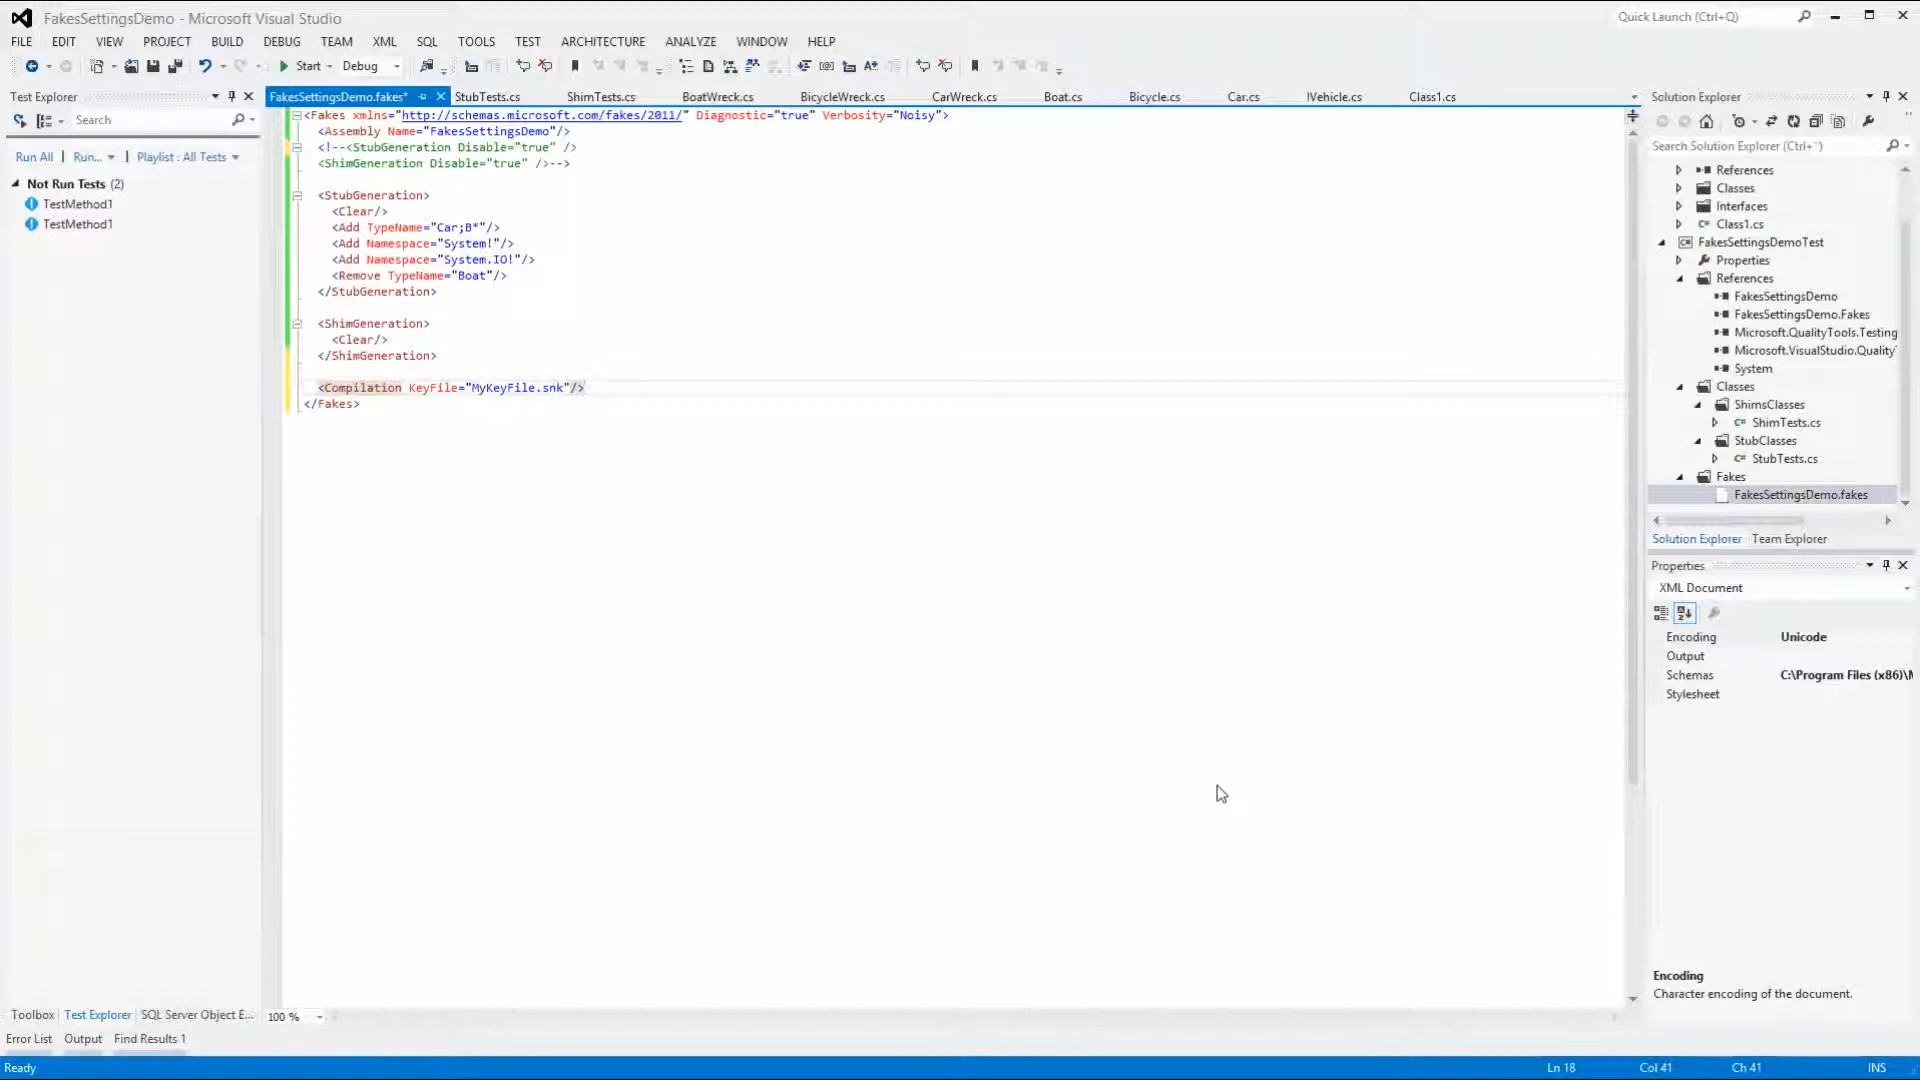 FakesSettingsDemo - Microsoft Visual Studio
Quick Launch (Ctrl+Q)
FILE EDIT VIEW PROJECT BUILD DEBUG TEAM XML SQL TOOLS TEST ARCHITECTURE ANALYZE WINDOW HELP
Start Debug
Test Explorer
Search
Run All | Run... | Playlist : All Tests
Not Run Tests (2)
TestMethod1
TestMethod1
FakesSettingsDemo.fakes* StubTests.cs ShimTests.cs BoatWreck.cs BicycleWreck.cs CarWreck.cs Boat.cs Bicycle.cs Car.cs IVehicle.cs Class1.cs
<Fakes xmlns="http://schemas.microsoft.com/fakes/2011/" Diagnostic="true" Verbosity="Noisy">
<Assembly Name="FakesSettingsDemo"/>
<!--<StubGeneration Disable="true" />
<ShimGeneration Disable="true" />-->
<StubGeneration>
<Clear/>
<Add TypeName="Car;B*"/>
<Add Namespace="System!"/>
<Add Namespace="System.IO!"/>
<Remove TypeName="Boat"/>
</StubGeneration>
<ShimGeneration>
<Clear/>
</ShimGeneration>
<Compilation KeyFile="MyKeyFile.snk"/>
</Fakes>
Solution Explorer
Search Solution Explorer (Ctrl+¨)
References
Classes
Interfaces
Class1.cs
FakesSettingsDemoTest
Properties
References
FakesSettingsDemo
FakesSettingsDemo.Fakes
Microsoft.QualityTools.Testing
Microsoft.VisualStudio.Quality
System
Classes
ShimsClasses
ShimTests.cs
StubClasses
StubTests.cs
Fakes
FakesSettingsDemo.fakes
Solution Explorer Team Explorer
Properties
XML Document
Encoding Unicode
Output
Schemas C:\Program Files (x86)\M
Stylesheet
Encoding
Character encoding of the document.
Toolbox Test Explorer SQL Server Object E... 100 %
Error List Output Find Results 1
Ready Ln 18 Col 41 Ch 41 INS